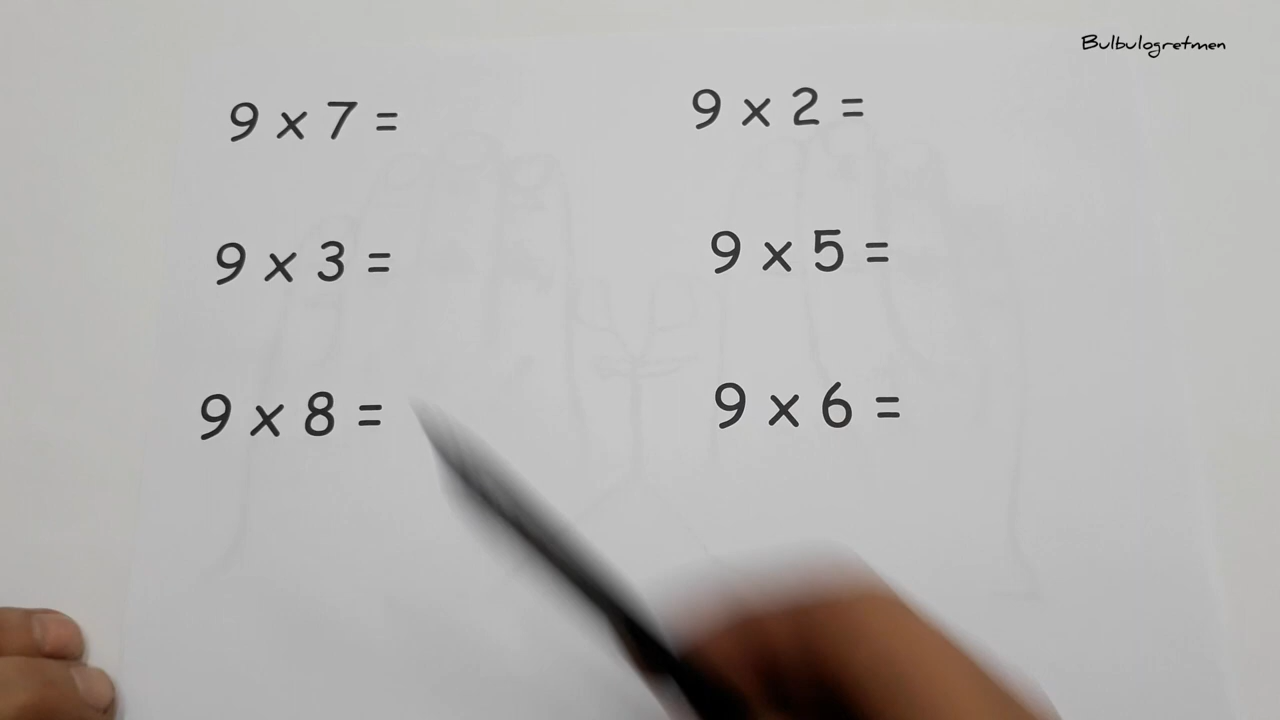 Bulbulogretmen
9 x 7 =
9 x 2 =
9 x 3 =
9 x 5 =
9 x 8 =
9 x 6 =